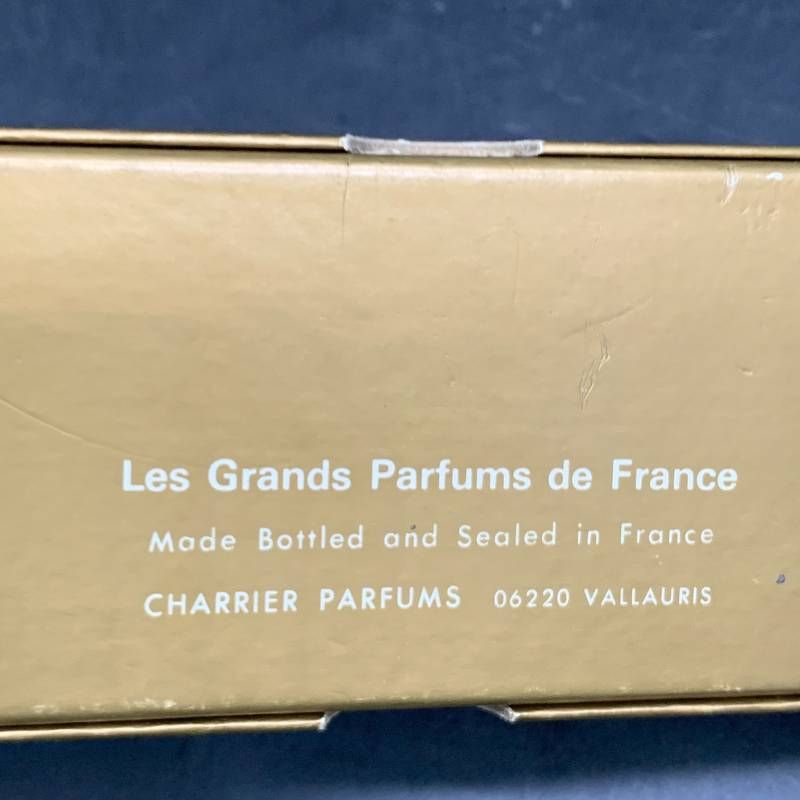 Les Grands Parfums de France
Made Bottled and Sealed in France
CHARRIER PARFUMS 06220 VALLAURIS